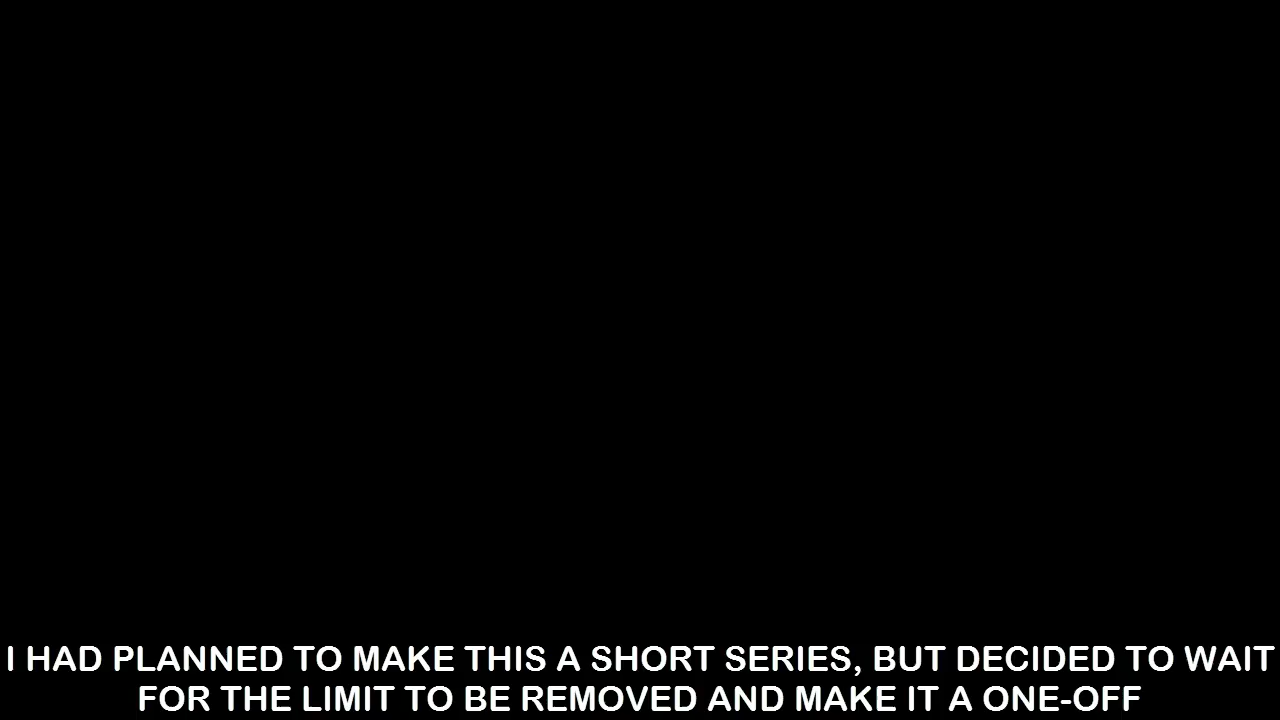 I HAD PLANNED TO MAKE THIS A SHORT SERIES, BUT DECIDED TO WAIT
FOR THE LIMIT TO BE REMOVED AND MAKE IT A ONE-OFF